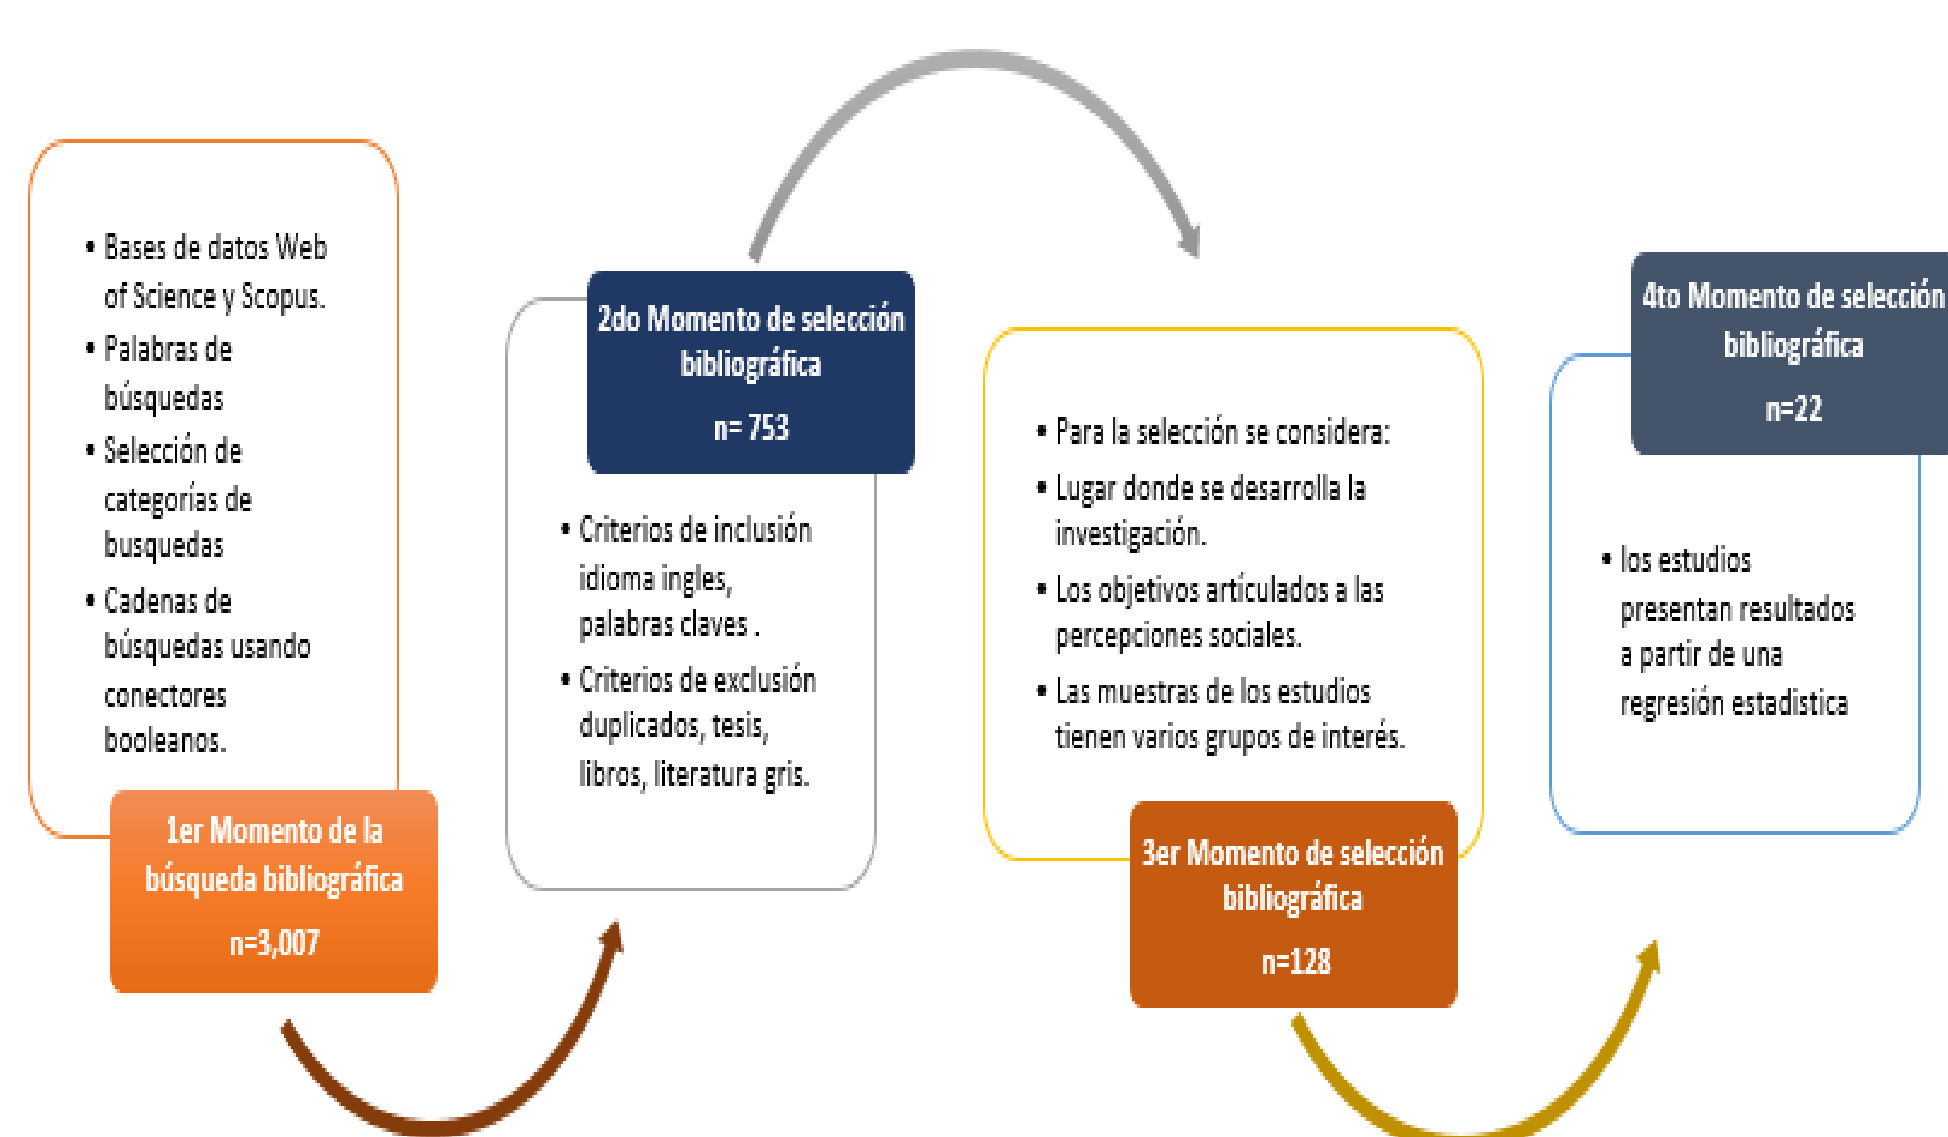 • Bases de datos Web
of Science y Scopus.
• Palabras de
búsquedas
• Selección de
categorías de
busquedas
• Cadenas de
búsquedas usando
conectores
booleanos.
1er Momento de la
búsqueda bibliográfica
n=3,007
2do Momento de selección
bibliográfica
n= 753
• Criterios de inclusión
idioma ingles,
palabras claves .
• Criterios de exclusión
duplicados, tesis,
libros, literatura gris.
• Para la selección se considera:
• Lugar donde se desarrolla la
investigación.
• Los objetivos artículados a las
percepciones sociales.
• Las muestras de los estudios
tienen varios grupos de interés.
3er Momento de selección
bibliográfica
n=128
4to Momento de selección
bibliográfica
n=22
• los estudios
presentan resultados
a partir de una
regresión estadistica